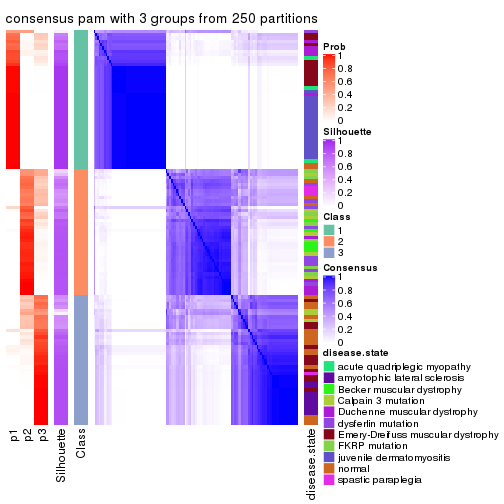 consensus pam with 3 groups from 250 partitions
Prob
1
0.8
0.6
0.4
0.2
0
Silhouette
1
0.8
0.6
0.4
0.2
0
Class
1
2
3
Consensus
1
0.8
0.6
0.4
0.2
0
disease.state
acute quadriplegic myopathy
amyotophic lateral sclerosis
Becker muscular dystrophy
Calpain 3 mutation
Duchenne muscular dystrophy
dysferlin mutation
Emery-Dreifuss muscular dystrophy
FKRP mutation
juvenile dermatomyositis
normal
spastic paraplegia
p1
p2
p3
Silhouette
Class
disease.state